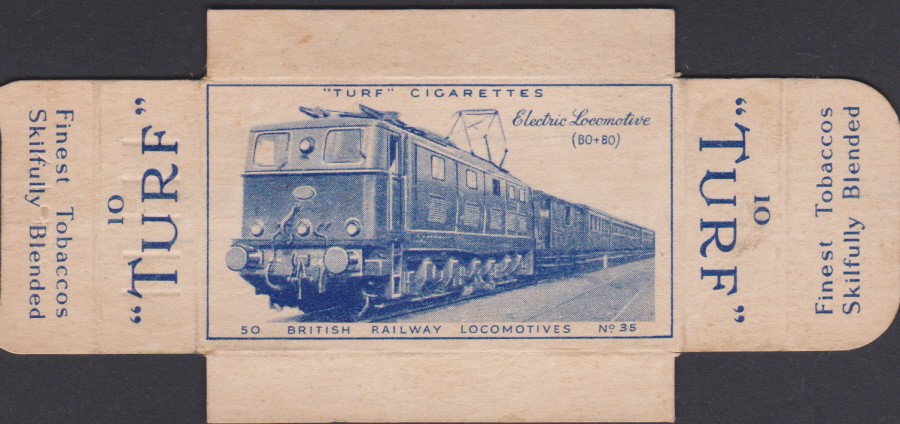 Finest Tobaccos
Skilfully Blended
10
"TURF"
"TURF" CIGARETTES
Electric Locomotive
(BO+BO)
50 BRITISH RAILWAY LOCOMOTIVES Nº 35
"TURF"
10
Finest Tobaccos
Skilfully Blended